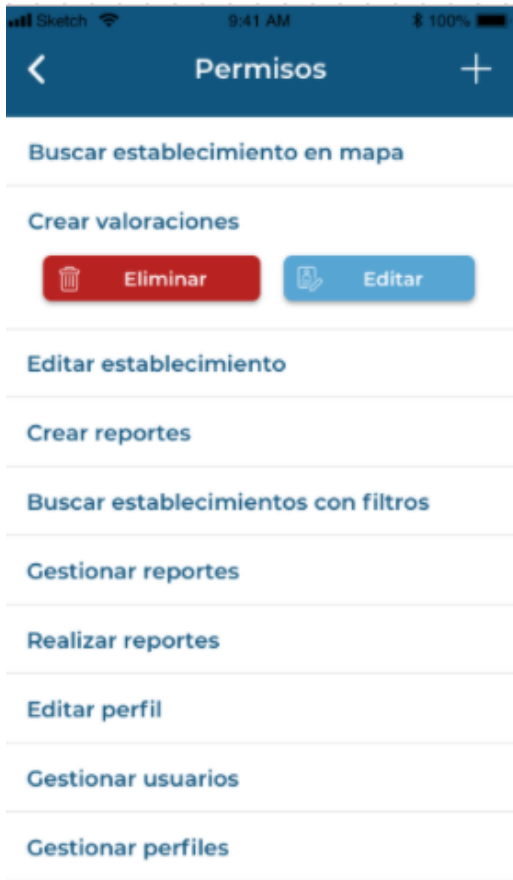 Sketch 9:41 AM 100%
Permisos
Buscar establecimiento en mapa
Crear valoraciones
Eliminar Editar
Editar establecimiento
Crear reportes
Buscar establecimientos con filtros
Gestionar reportes
Realizar reportes
Editar perfil
Gestionar usuarios
Gestionar perfiles